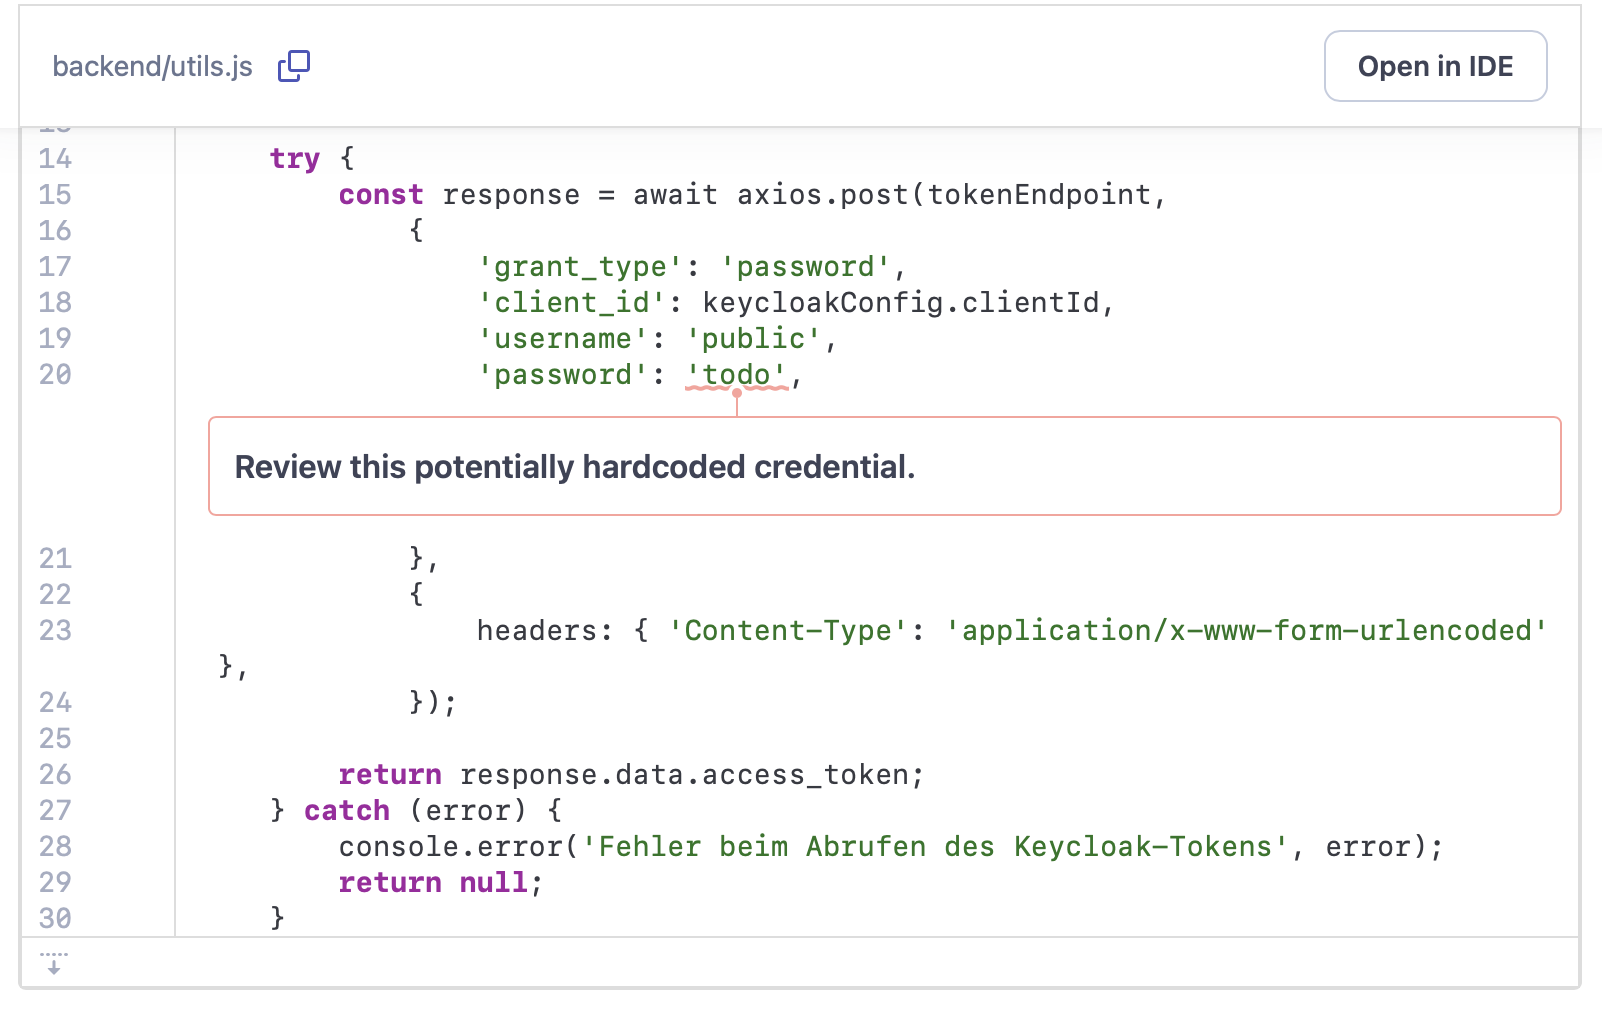 backend/utils.js
Open in IDE
14 try {
15 const response = await axios.post(tokenEndpoint,
16 {
17 'grant_type': 'password',
18 'client_id': keycloakConfig.clientId,
19 'username': 'public',
20 'password': 'todo',
Review this potentially hardcoded credential.
21 },
22 {
23 headers: { 'Content-Type': 'application/x-www-form-urlencoded'
},
24 });
25
26 return response.data.access_token;
27 } catch (error) {
28 console.error('Fehler beim Abrufen des Keycloak-Tokens', error);
29 return null;
30 }